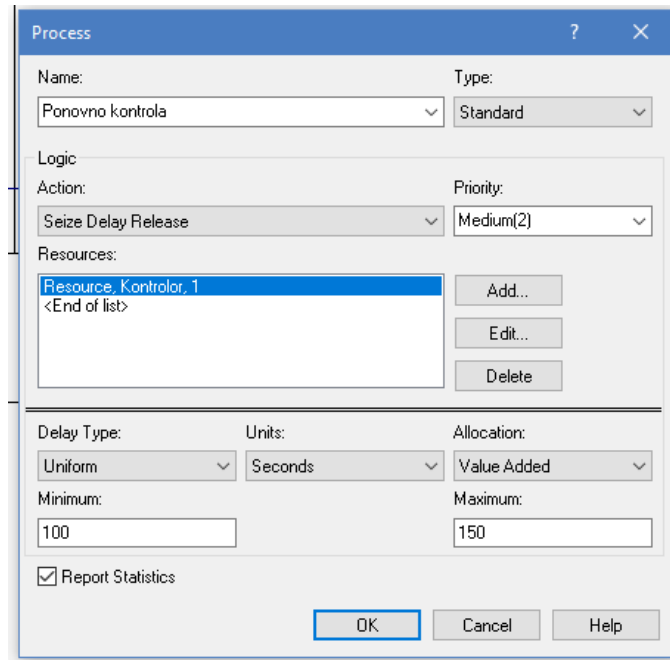 Process
Name: Type:
Ponovno kontrola Standard
Logic
Action: Priority:
Seize Delay Release Medium(2)
Resources:
Resource, Kontrolor, 1
<End of list>
Add...
Edit...
Delete
Delay Type: Units: Allocation:
Uniform Seconds Value Added
Minimum: Maximum:
100 150
Report Statistics
OK Cancel Help